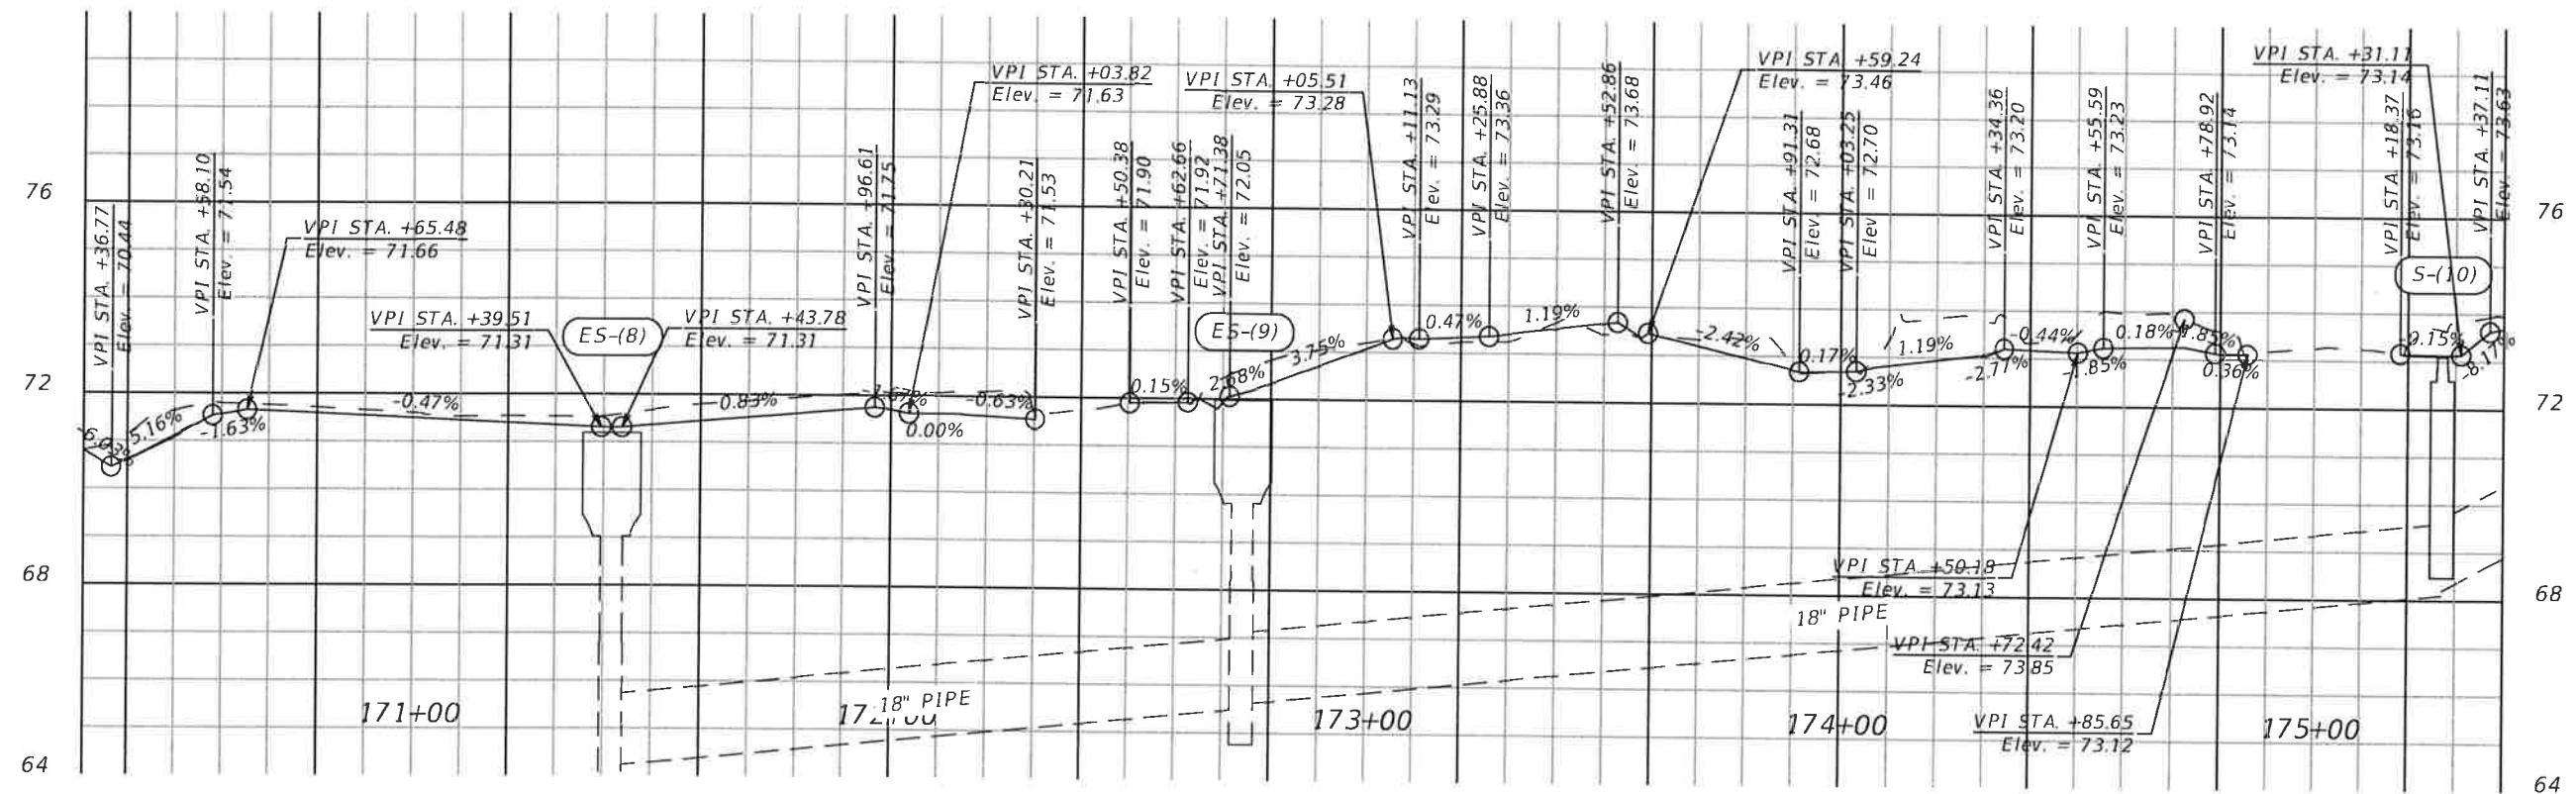 76
72
68
64
VPI STA. +36.77
Elev. = 70.44
VPI STA. +58.10
Elev. = 71.54
VPI STA. +65.48
Elev. = 71.66
VPI STA. +39.51
Elev. = 71.31
ES-(8)
VPI STA. +43.78
Elev. = 71.31
VPI STA. +96.61
Elev. = 71.75
VPI STA. +03.82
Elev. = 71.63
VPI STA. +30.21
Elev. = 71.53
VPI STA. +50.38
Elev. = 71.90
VPI STA. +62.66
Elev. = 71.92
VPI STA. +71.38
Elev. = 72.05
ES-(9)
VPI STA. +05.51
Elev. = 73.28
VPI STA. +11.13
Elev. = 73.29
VPI STA. +25.88
Elev. = 73.36
VPI STA. +52.86
Elev. = 73.68
VPI STA. +59.24
Elev. = 73.46
VPI STA. +91.31
Elev. = 72.68
VPI STA. +03.25
Elev. = 72.70
VPI STA. +34.36
Elev. = 73.20
VPI STA. +55.59
Elev. = 73.23
VPI STA. +78.92
Elev. = 73.14
VPI STA. +18.37
Elev. = 73.16
VPI STA. +31.11
Elev. = 73.14
VPI STA. +37.11
Elev. = 73.63
S-(10)
5.16%
-1.63%
-0.47%
-0.83%
0.00%
-0.63%
0.15%
2.68%
3.75%
0.47%
1.19%
-2.42%
0.17%
-2.33%
1.19%
-2.77%
-0.44%
-1.85%
0.18%
0.36%
0.15%
VPI STA. +50.18
Elev. = 73.13
18" PIPE
VPI STA. +72.42
Elev. = 73.85
VPI STA. +85.65
Elev. = 73.12
18" PIPE
171+00
173+00
174+00
175+00
76
72
68
64